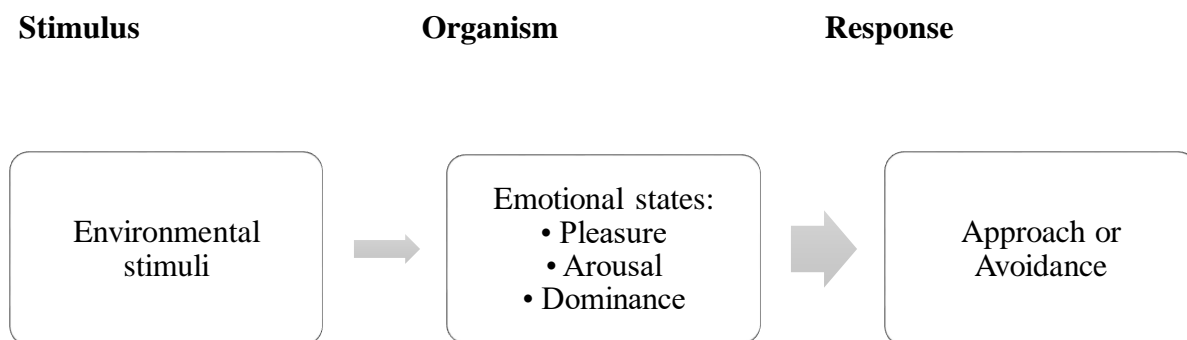 Stimulus
Organism
Response
Environmental
stimuli
Emotional states:
• Pleasure
• Arousal
• Dominance
Approach or
Avoidance